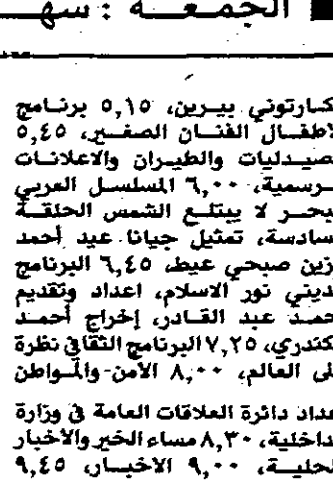 الجمعة : سهـ
كارتوني بيرين، ٥,١٥ برنامج
لاطفال الفنان الصغير، ٥,٤٥
صيدليات والطيران والاعلانات
رسمية، ٦,٠٠ المسلسل العربي
بحر لا يبتلع الشمس الحلقة
سادسة، تمثيل جيانا عيد أحمد
زين صبحي عيط، ٦,٤٥ البرنامج
ديني نور الاسلام، اعداد وتقديم
حمد عبد القادر، إخراج أحمد
كندري، ٧,٢٥ البرنامج الثقافي نظرة
لى العالم، ٨,٠٠ الأمن والمواطن
عداد دائرة العلاقات العامة في وزارة
داخلية، ٨,٣٠ مساء الخير والاخبار
لحلية، ٩,٠٠ الاخبار، ٩,٤٥